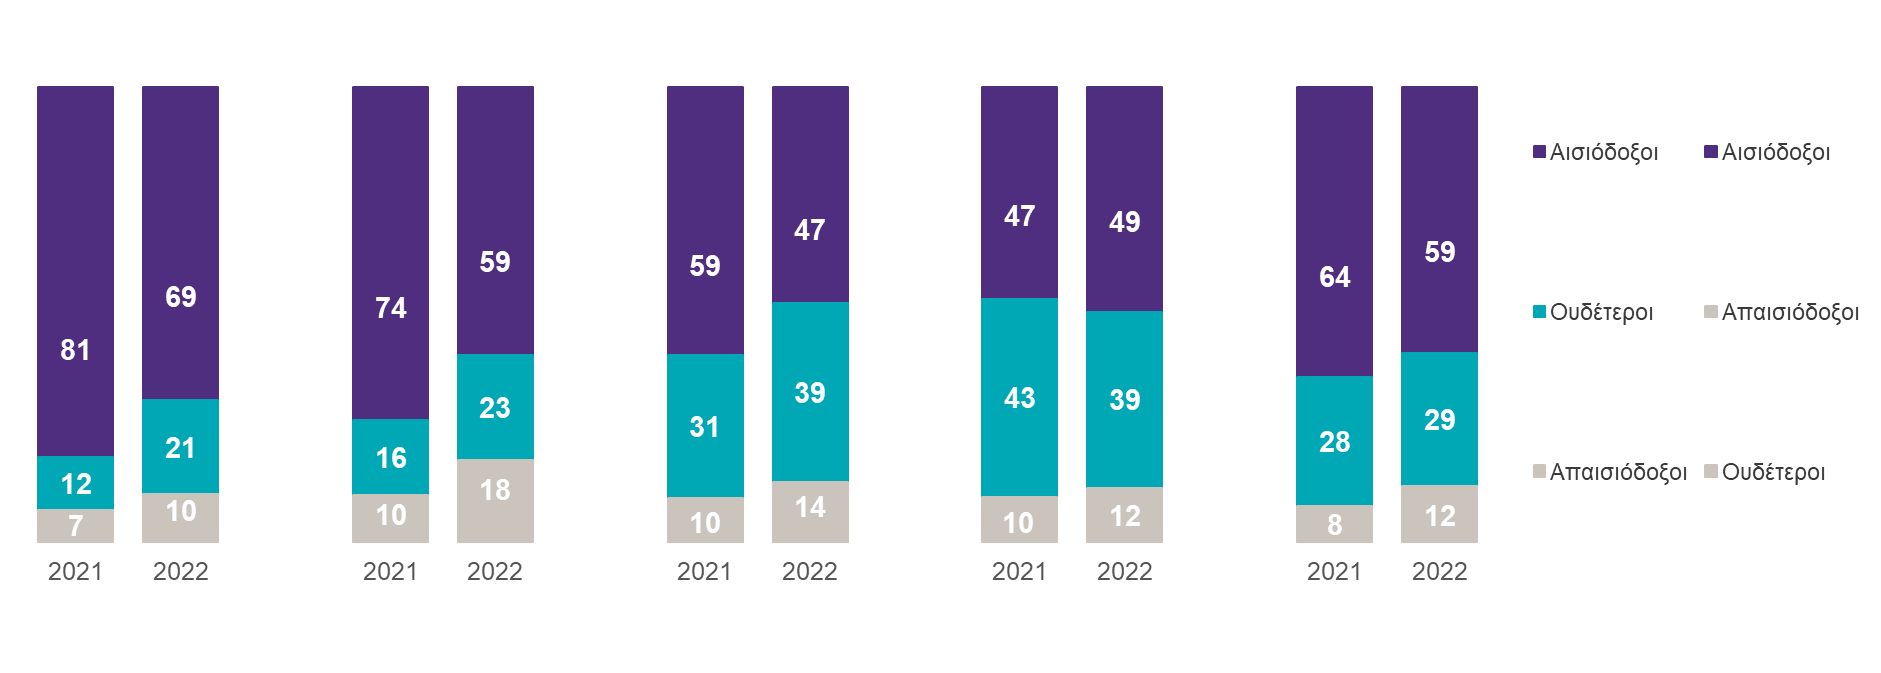 81 69 74 59 59 47 47 49 64 59
12 21 16 23 31 39 43 39 28 29
7 10 10 18 10 14 10 12 8 12
2021 2022 2021 2022 2021 2022 2021 2022 2021 2022
Αισιόδοξοι Αισιόδοξοι
Ουδέτεροι Απαισιόδοξοι
Απαισιόδοξοι Ουδέτεροι